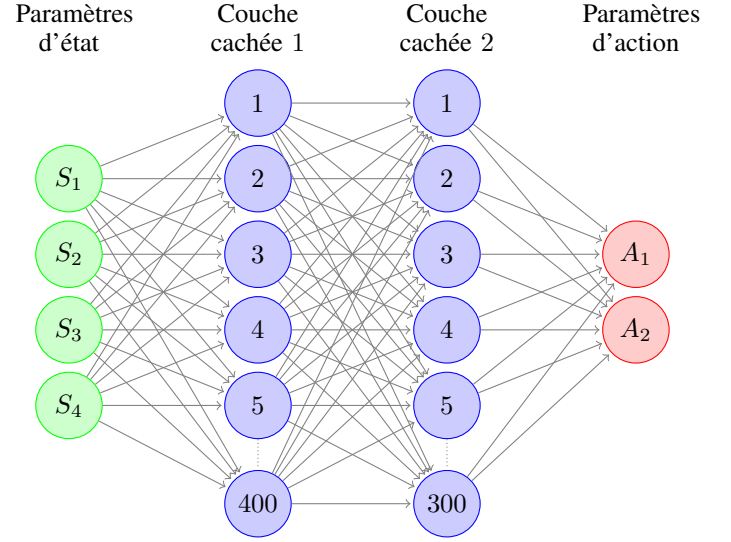 Paramètres
d'état
Couche
cachée 1
Couche
cachée 2
Paramètres
d'action
S₁
S₂
S₃
S₄
1
2
3
4
5
400
1
2
3
4
5
300
A₁
A₂